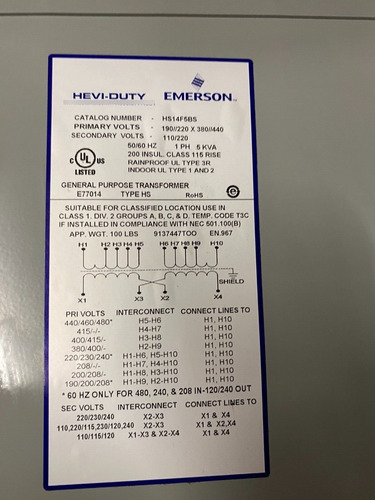 HEVI-DUTY EMERSON
CATALOG NUMBER - HS14F5BS
PRIMARY VOLTS - 190//220 X 380//440
SECONDARY VOLTS - 110/220
50/60 HZ 1 PH 5 KVA
200 INSUL. CLASS 115 RISE
RAINPROOF UL TYPE 3R
INDOOR UL TYPE 1 AND 2
C UL US
LISTED
GENERAL PURPOSE TRANSFORMER
E77014 TYPE HS RoHS
SUITABLE FOR CLASSIFIED LOCATION USE IN
CLASS 1. DIV. 2 GROUPS A, B, C, & D. TEMP. CODE T3C
IF INSTALLED IN COMPLIANCE WITH NEC 501.100(B)
APP. WGT. 100 LBS 9137447TOO EN.967
H1 H2 H3 H4 H5 H6 H7 H8 H9 H10
SHIELD
X1 X3 X2 X4
PRI VOLTS INTERCONNECT CONNECT LINES TO
440/460/480* H5-H6 H1, H10
415/-/- H4-H7 H1, H10
400/415/- H3-H8 H1, H10
380/400/- H2-H9 H1, H10
220/230/240* H1-H6, H5-H10 H1, H10
208/-/- H1-H7, H4-H10 H1, H10
200/208/- H1-H8, H3-H10 H1, H10
190/200/208* H1-H9, H2-H10 H1, H10
* 60 HZ ONLY FOR 480, 240, & 208 IN-120/240 OUT
SEC VOLTS INTERCONNECT CONNECT LINES TO
220/230/240 X2-X3 X1 & X4
110,220/115,230/120,240 X2-X3 X1 & X2,X4
110/115/120 X1-X3 & X2-X4 X1 & X4